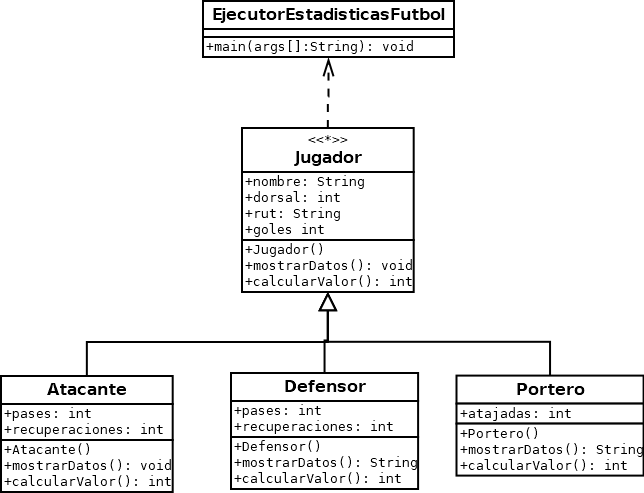 EjecutorEstadisticasFutbol
+main(args[]:String): void
<<*>>
Jugador
+nombre: String
+dorsal: int
+rut: String
+goles int
+Jugador()
+mostrarDatos(): void
+calcularValor(): int
Atacante
+pases: int
+recuperaciones: int
+Atacante()
+mostrarDatos(): void
+calcularValor(): int
Defensor
+pases: int
+recuperaciones: int
+Defensor()
+mostrarDatos(): String
+calcularValor(): int
Portero
+atajadas: int
+Portero()
+mostrarDatos(): String
+calcularValor(): int